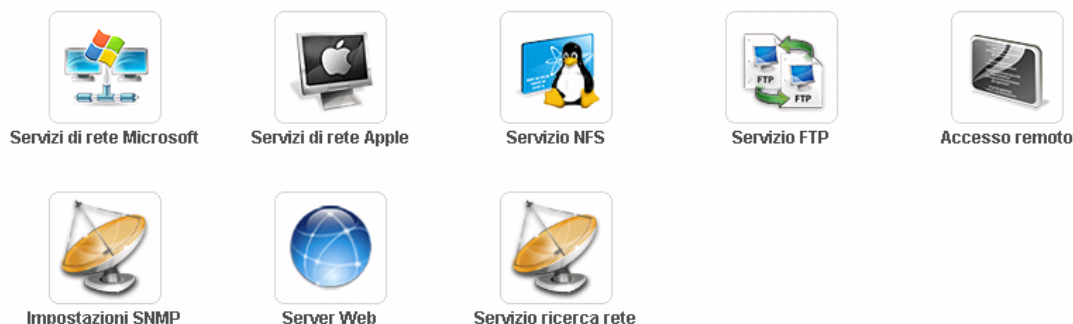 FTP
FTP
Servizi di rete Microsoft
Servizi di rete Apple
Servizio NFS
Servizio FTP
Accesso remoto
Impostazioni SNMP
Server Web
Servizio ricerca rete